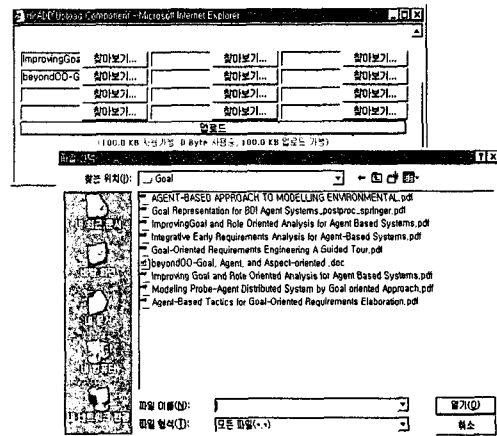 Upload Component - Microsoft Internet Explorer
ImprovingGoa 찾아보기... 찾아보기... 찾아보기...
beyondOO-G 찾아보기... 찾아보기... 찾아보기...
찾아보기... 찾아보기... 찾아보기...
찾아보기... 찾아보기... 찾아보기...
업로드
(100.0 KB 사용가능, 0 Byte 사용중, 100.0 KB 업로드 가능)
찾는 위치(I): Goal
AGENT-BASED APPROACH TO MODELLING ENVIRONMENTAL.pdf
Goal Representation for BDI Agent Systems_postproc_springer.pdf
ImprovingGoal and Role Oriented Analysis for Agent Based Systems.pdf
Integrative Early Requirements Analysis for Agent-Based Systems.pdf
Goal-Oriented Requirements Engineering A Guided Tour.pdf
beyondOO-Goal, Agent, and Aspect-oriented .doc
Improving Goal and Role Oriented Analysis for Agent Based Systems.pdf
Modeling Probe-Agent Distributed System by Goal oriented Approach.pdf
Agent-Based Tactics for Goal-Oriented Requirements Elaboration.pdf
파일 이름(N): 열기(O)
파일 형식(T): 모든 파일(*.*) 취소